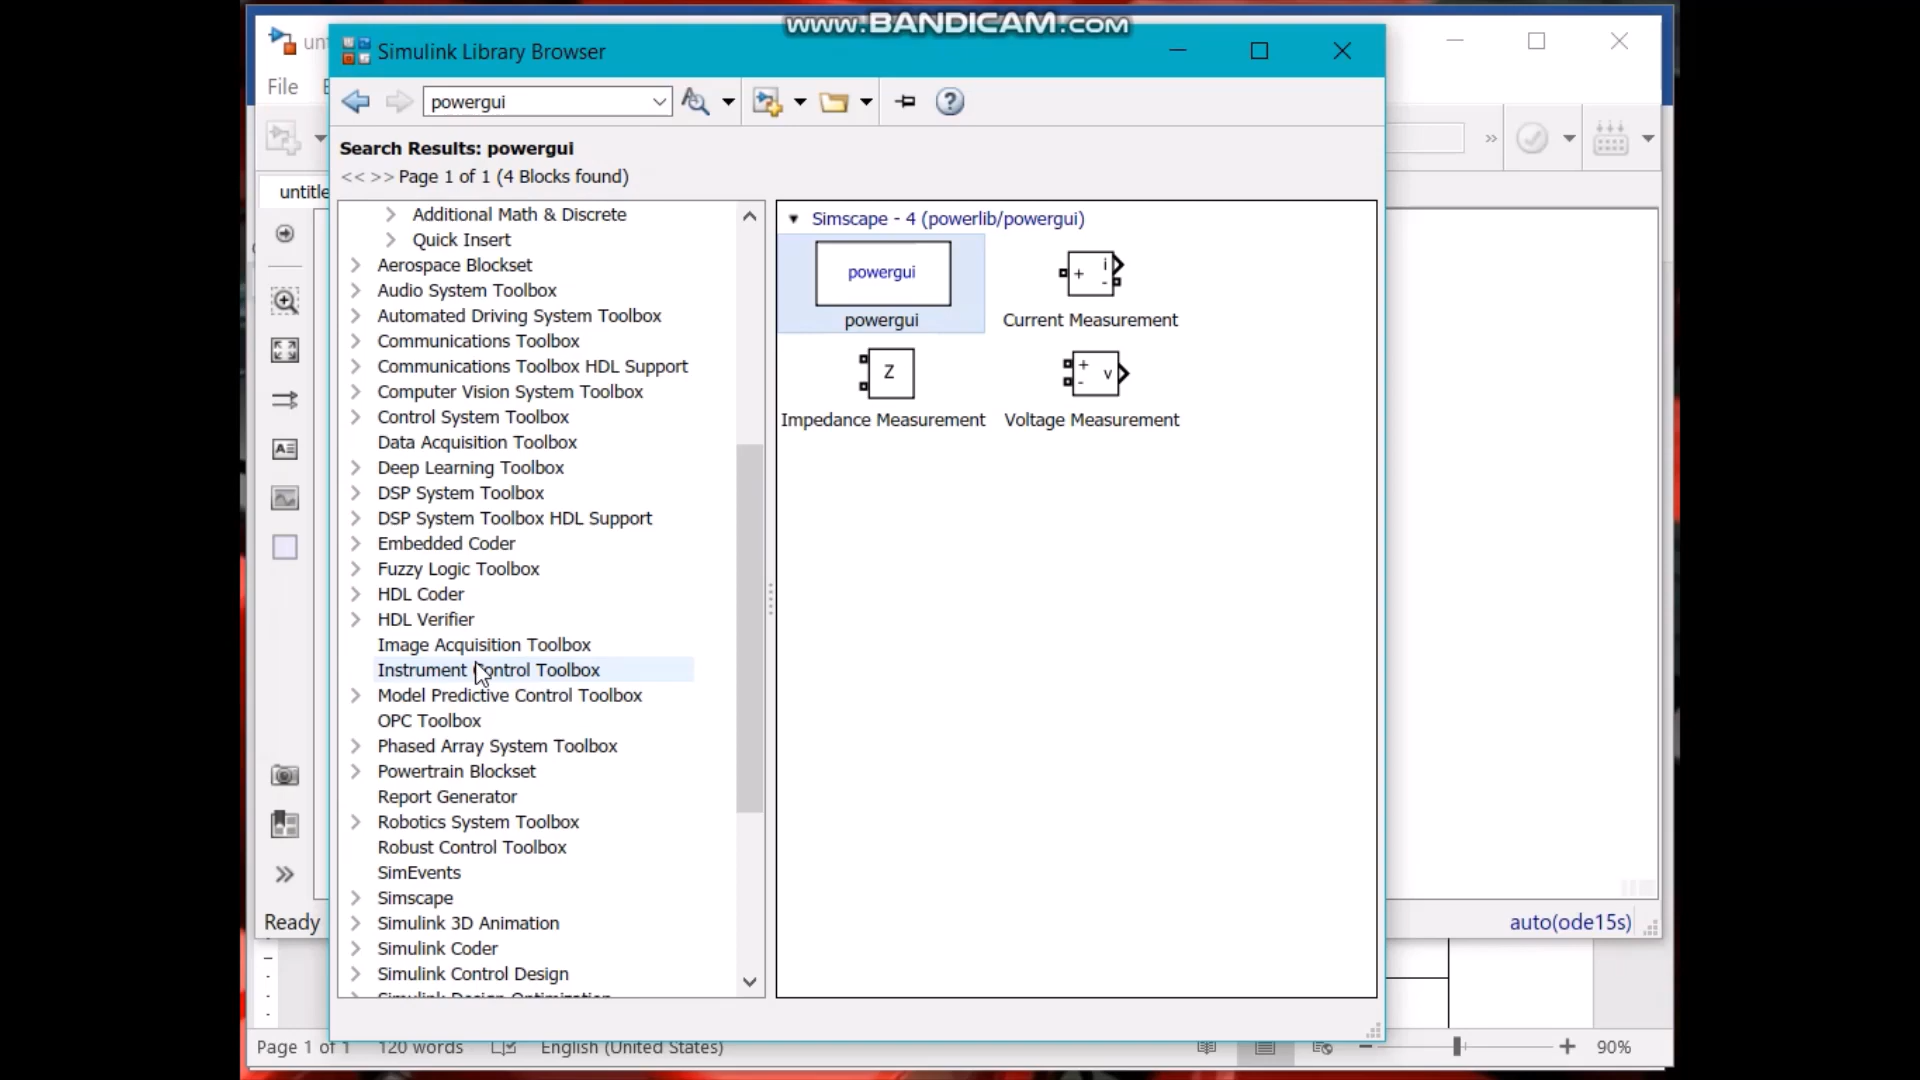 www.BANDICAM.com
Simulink Library Browser
File
powergui
Search Results: powergui
<< >> Page 1 of 1 (4 Blocks found)
Additional Math & Discrete
Quick Insert
Aerospace Blockset
Audio System Toolbox
Automated Driving System Toolbox
Communications Toolbox
Communications Toolbox HDL Support
Computer Vision System Toolbox
Control System Toolbox
Data Acquisition Toolbox
Deep Learning Toolbox
DSP System Toolbox
DSP System Toolbox HDL Support
Embedded Coder
Fuzzy Logic Toolbox
HDL Coder
HDL Verifier
Image Acquisition Toolbox
Instrument Control Toolbox
Model Predictive Control Toolbox
OPC Toolbox
Phased Array System Toolbox
Powertrain Blockset
Report Generator
Robotics System Toolbox
Robust Control Toolbox
SimEvents
Simscape
Simulink 3D Animation
Simulink Coder
Simulink Control Design
Simulink Design Optimization
Simscape - 4 (powerlib/powergui)
powergui
powergui
+ i -
Current Measurement
Z
Impedance Measurement
+ - v
Voltage Measurement
untitle
Ready
auto(ode15s)
Page 1 of 1 120 words English (United States) 90%